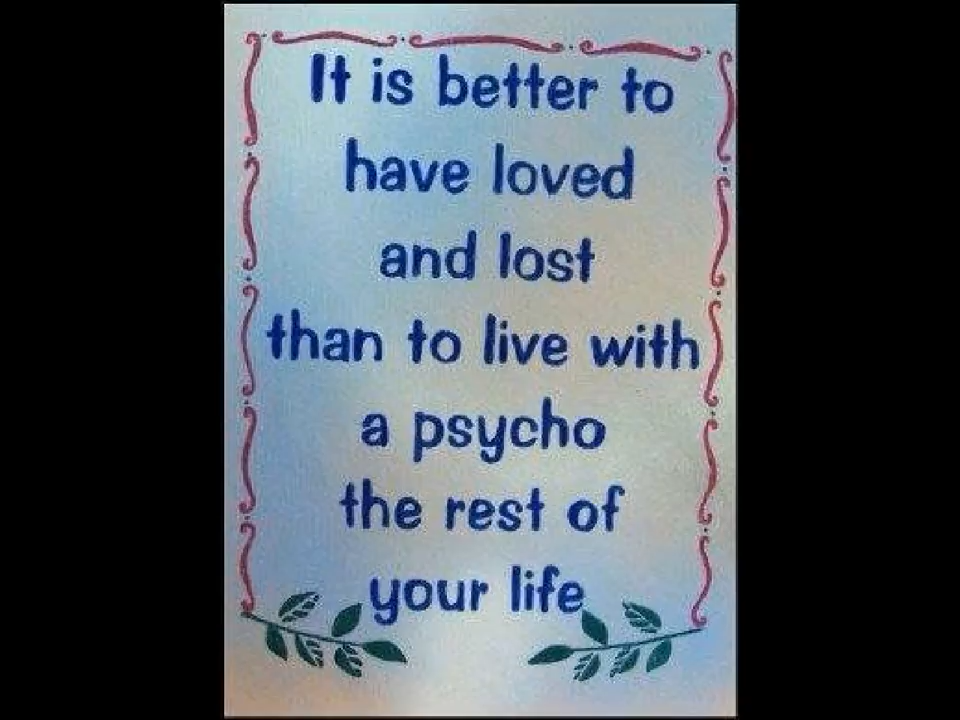 It is better to
have loved
and lost
than to live with
a psycho
the rest of
your life